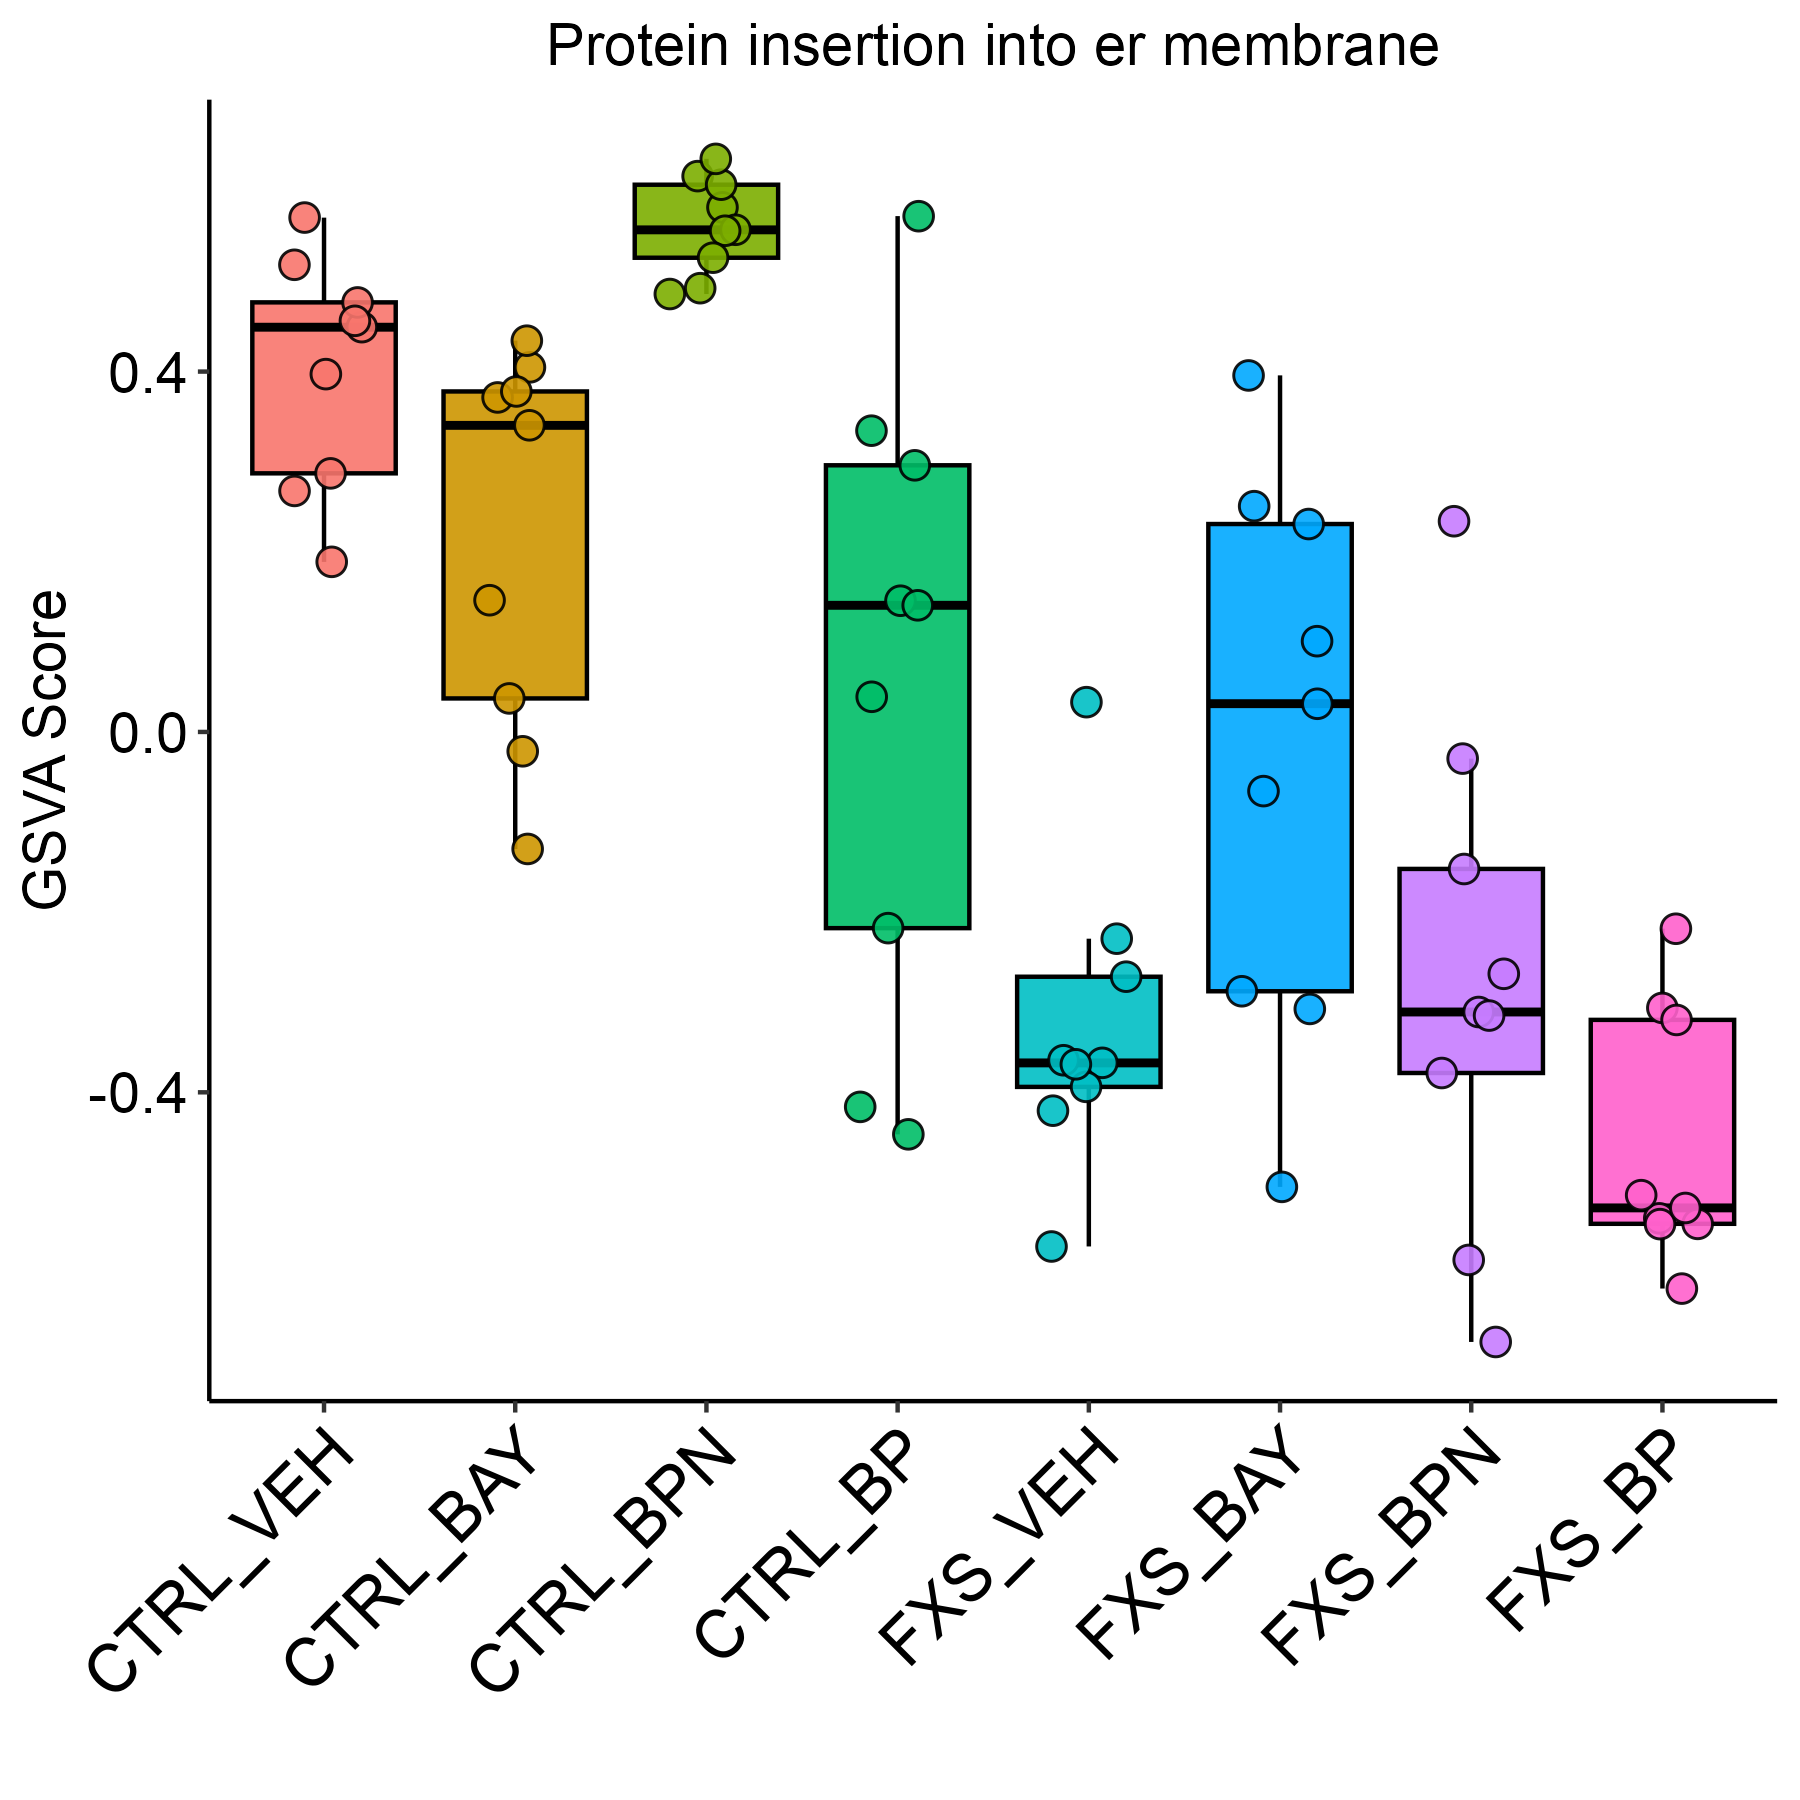 Protein insertion into er membrane
GSVA Score
0.4
0.0
-0.4
CTRL_VEH
CTRL_BAY
CTRL_BPN
CTRL_BP
FXS_VEH
FXS_BAY
FXS_BPN
FXS_BP